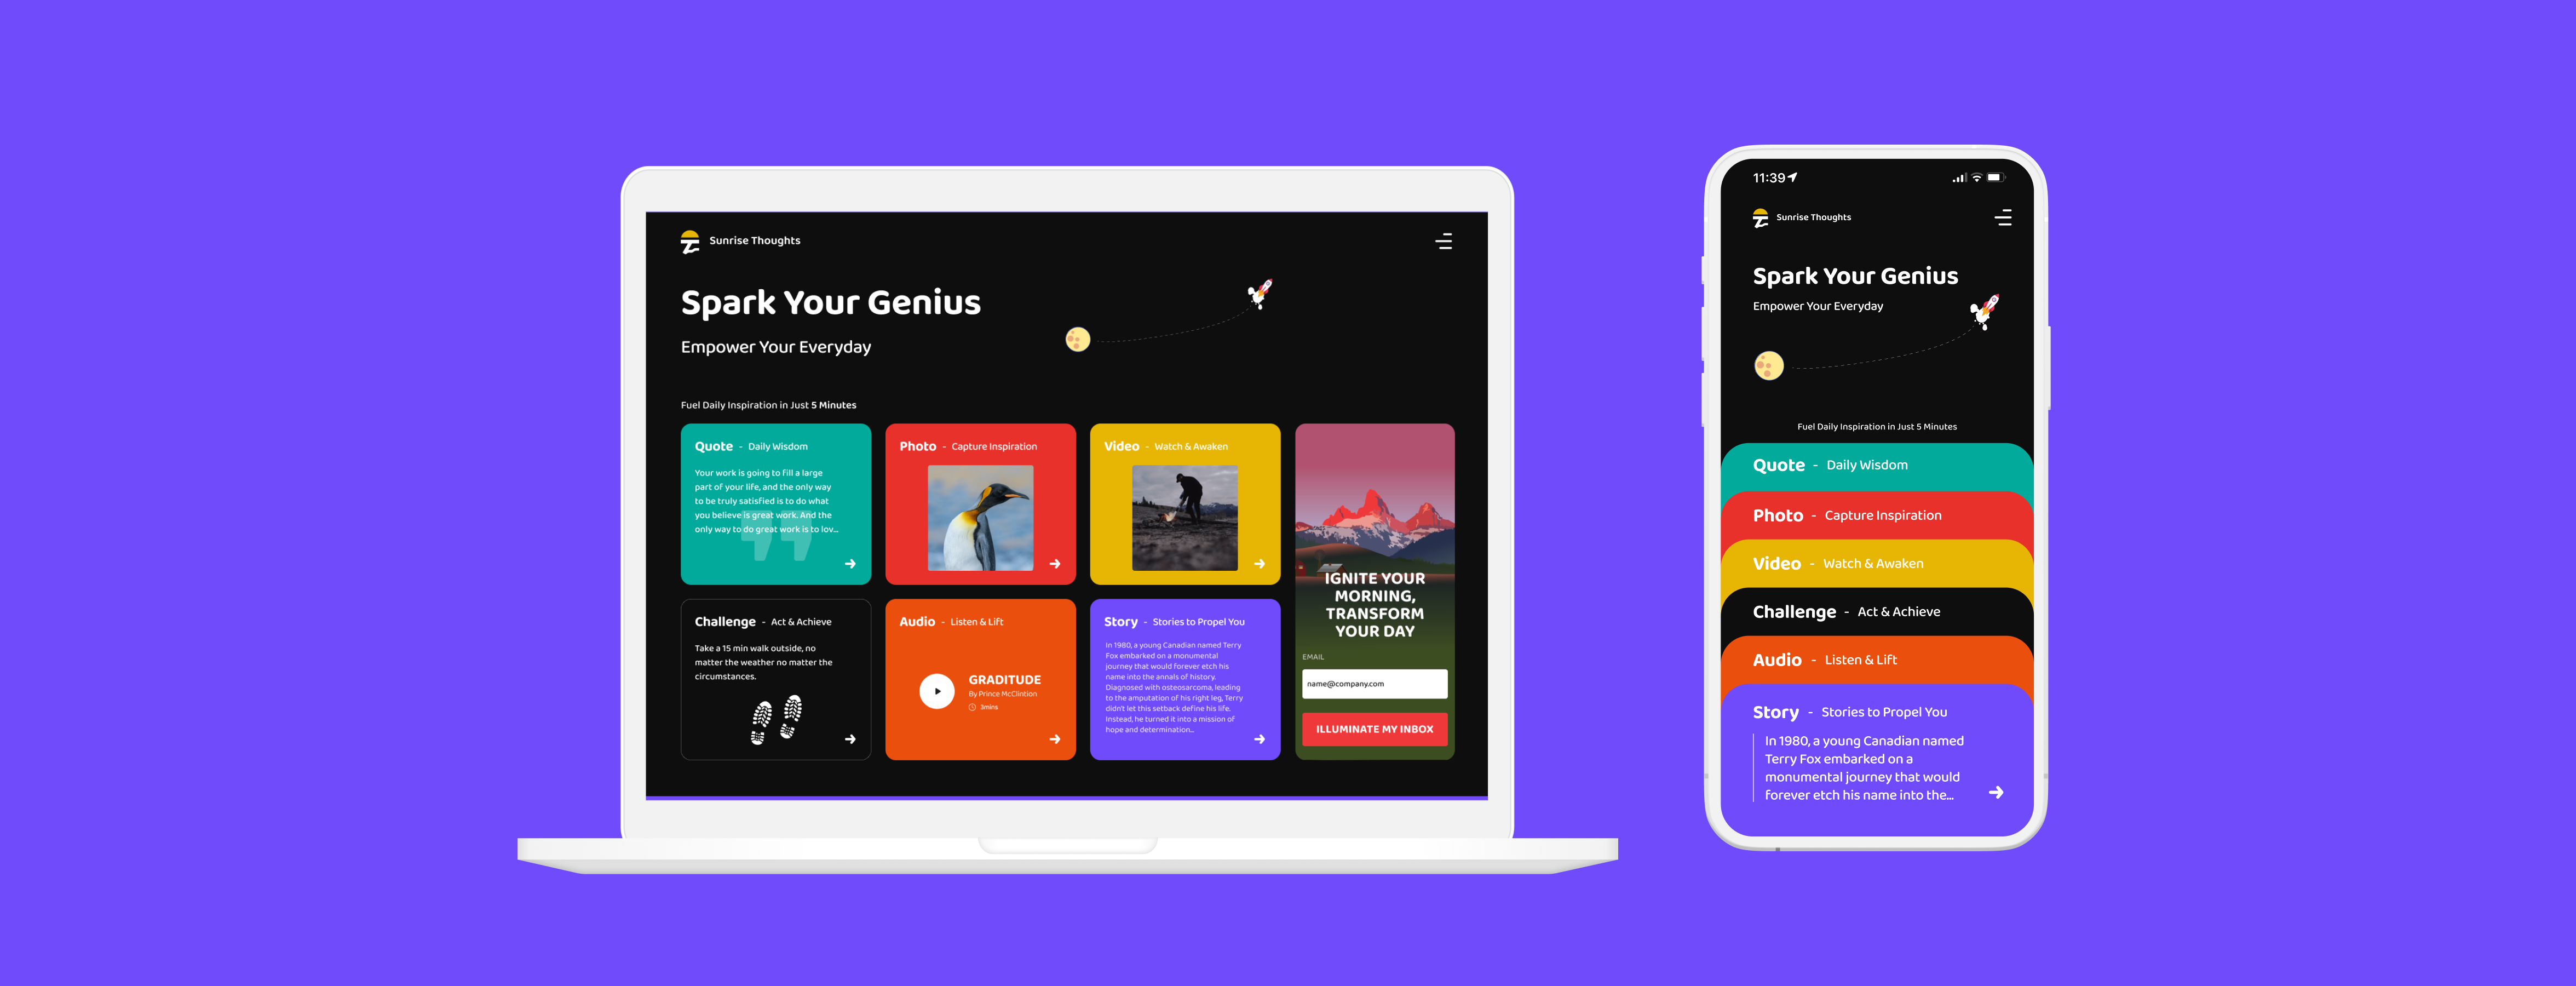 Sunrise Thoughts
Spark Your Genius
Empower Your Everyday
Fuel Daily Inspiration in Just 5 Minutes
Quote - Daily Wisdom
Your work is going to fill a large
part of your life, and the only way
to be truly satisfied is to do what
you believe is great work. And the
only way to do great work is to lov...
Photo - Capture Inspiration
Video - Watch & Awaken
Challenge - Act & Achieve
Take a 15 min walk outside, no
matter the weather no matter the
circumstances.
Audio - Listen & Lift
GRADITUDE
By Prince McClintion
3mins
Story - Stories to Propel You
In 1980, a young Canadian named Terry
Fox embarked on a monumental
journey that would forever etch his
name into the annals of history.
Diagnosed with osteosarcoma, leading
to the amputation of his right leg, Terry
didn't let this setback define his life.
Instead, he turned it into a mission of
hope and determination...
IGNITE YOUR
MORNING,
TRANSFORM
YOUR DAY
EMAIL
name@company.com
ILLUMINATE MY INBOX
11:39
Sunrise Thoughts
Spark Your Genius
Empower Your Everyday
Fuel Daily Inspiration in Just 5 Minutes
Quote - Daily Wisdom
Photo - Capture Inspiration
Video - Watch & Awaken
Challenge - Act & Achieve
Audio - Listen & Lift
Story - Stories to Propel You
In 1980, a young Canadian named
Terry Fox embarked on a
monumental journey that would
forever etch his name into the...